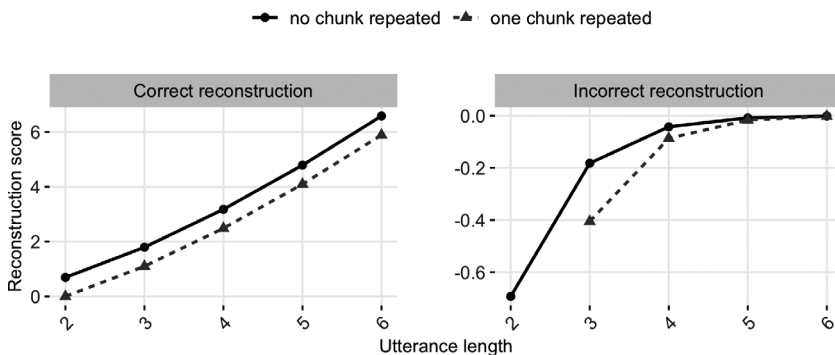 no chunk repeated one chunk repeated
Correct reconstruction
Incorrect reconstruction
Reconstruction score
6
4
2
0
0.0
-0.2
-0.4
-0.6
2 3 4 5 6
2 3 4 5 6
Utterance length